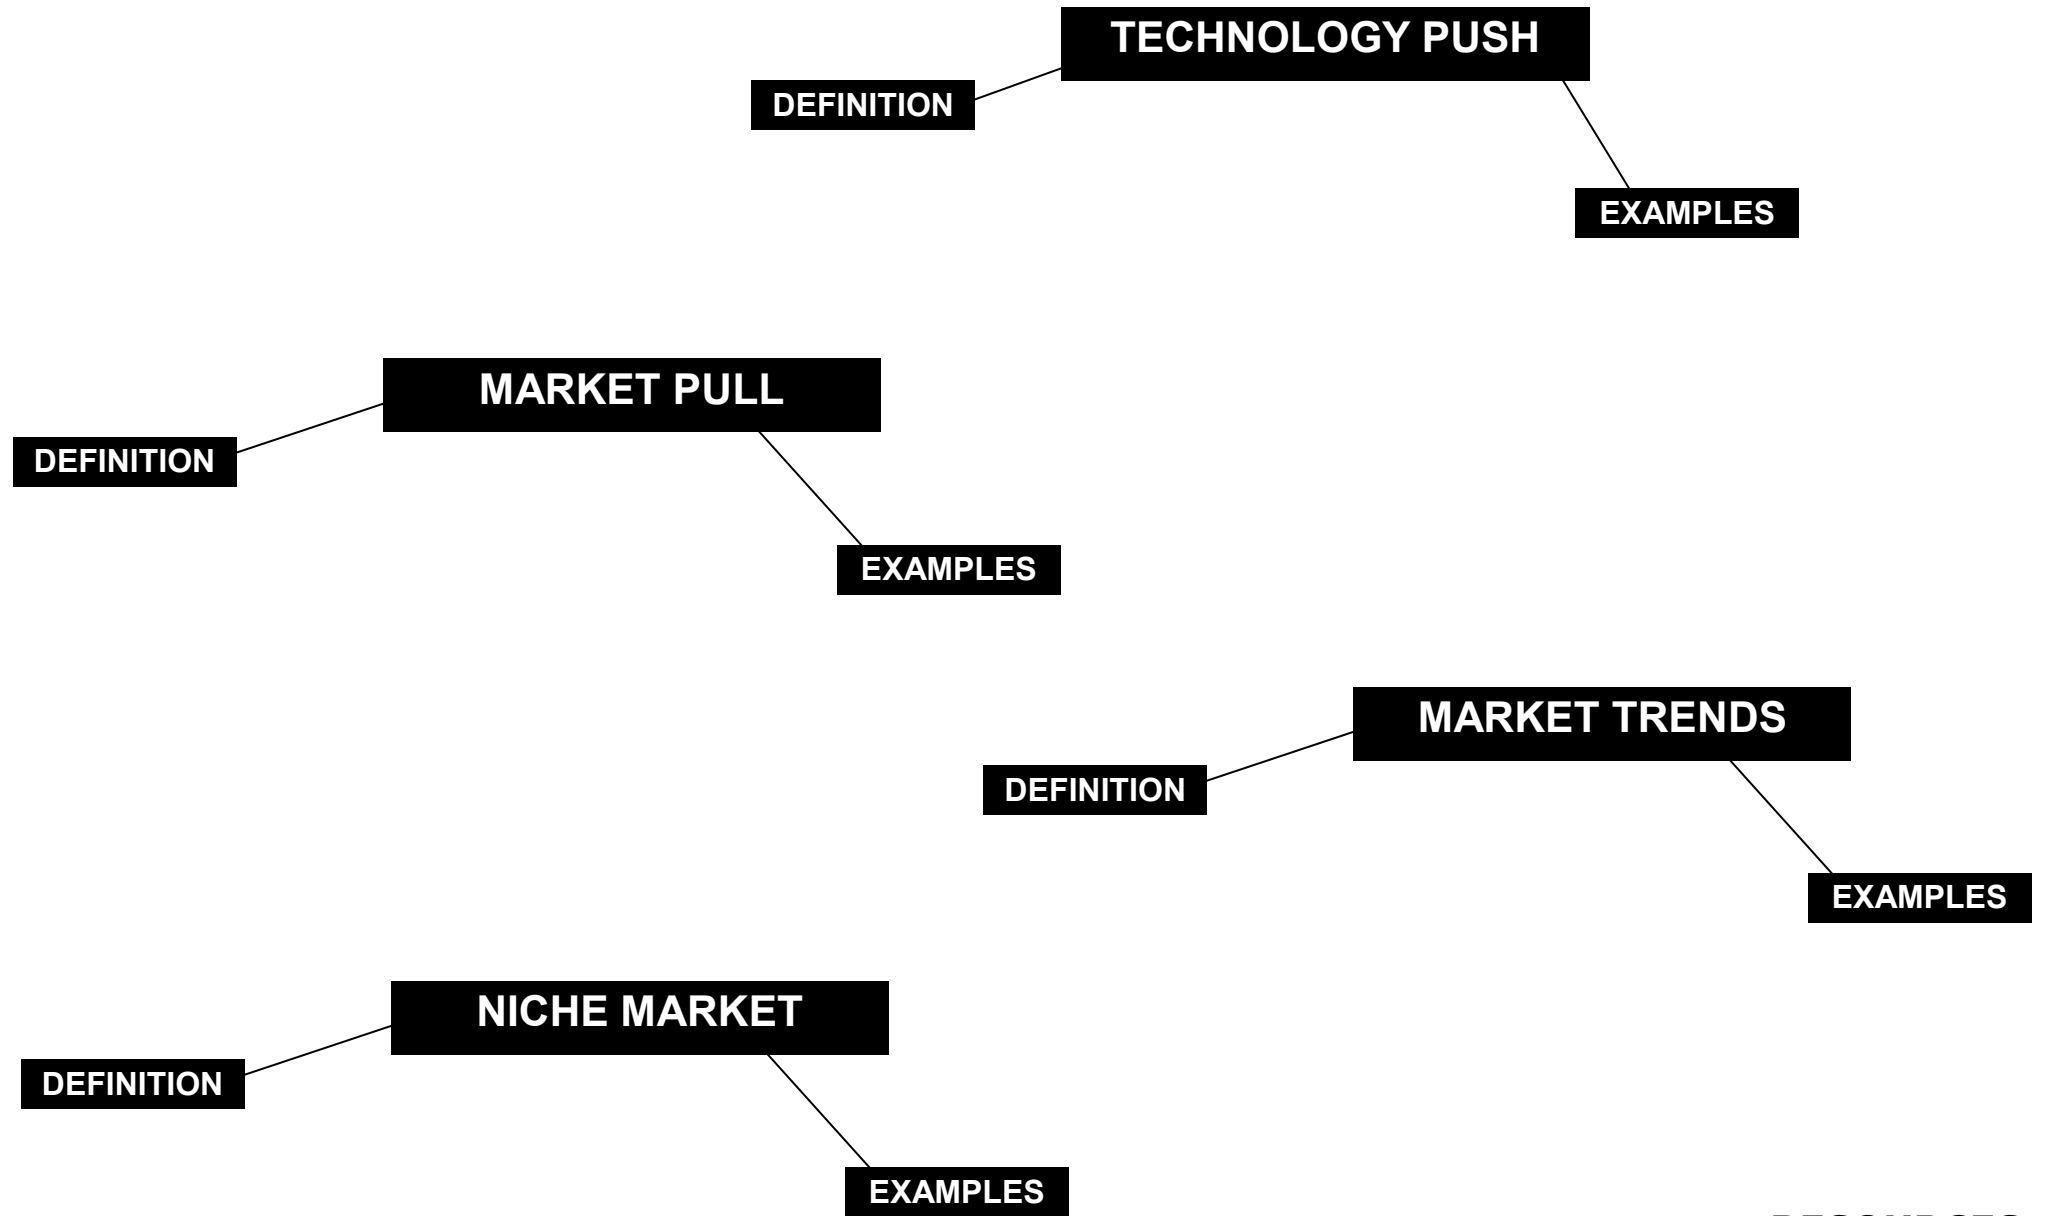 TECHNOLOGY PUSH
DEFINITION
EXAMPLES
MARKET PULL
DEFINITION
EXAMPLES
MARKET TRENDS
DEFINITION
EXAMPLES
NICHE MARKET
DEFINITION
EXAMPLES